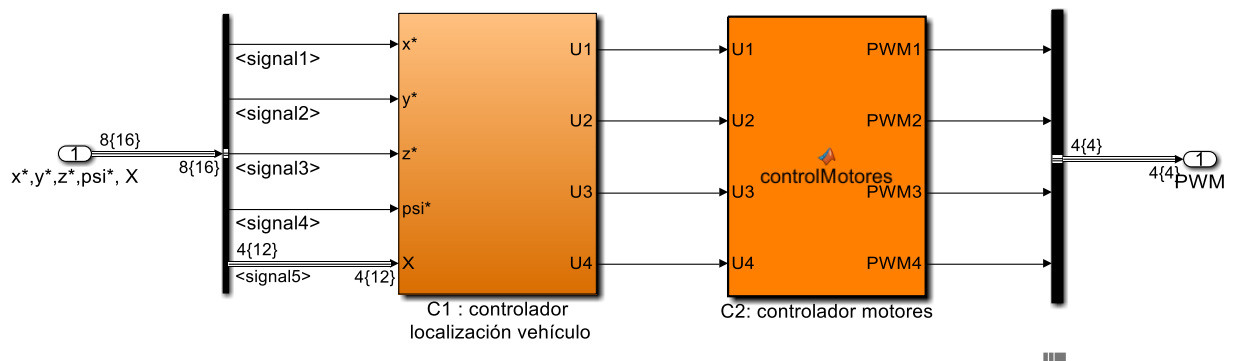 1
x*,y*,z*,psi*, X
8{16}
8{16}
<signal1>
<signal2>
<signal3>
<signal4>
4{12}
<signal5>
4{12}
x*
y*
z*
psi*
X
U1
U2
U3
U4
C1 : controlador
localización vehículo
U1
U2
U3
U4
controlMotores
PWM1
PWM2
PWM3
PWM4
C2: controlador motores
4{4}
4{4}
1
PWM